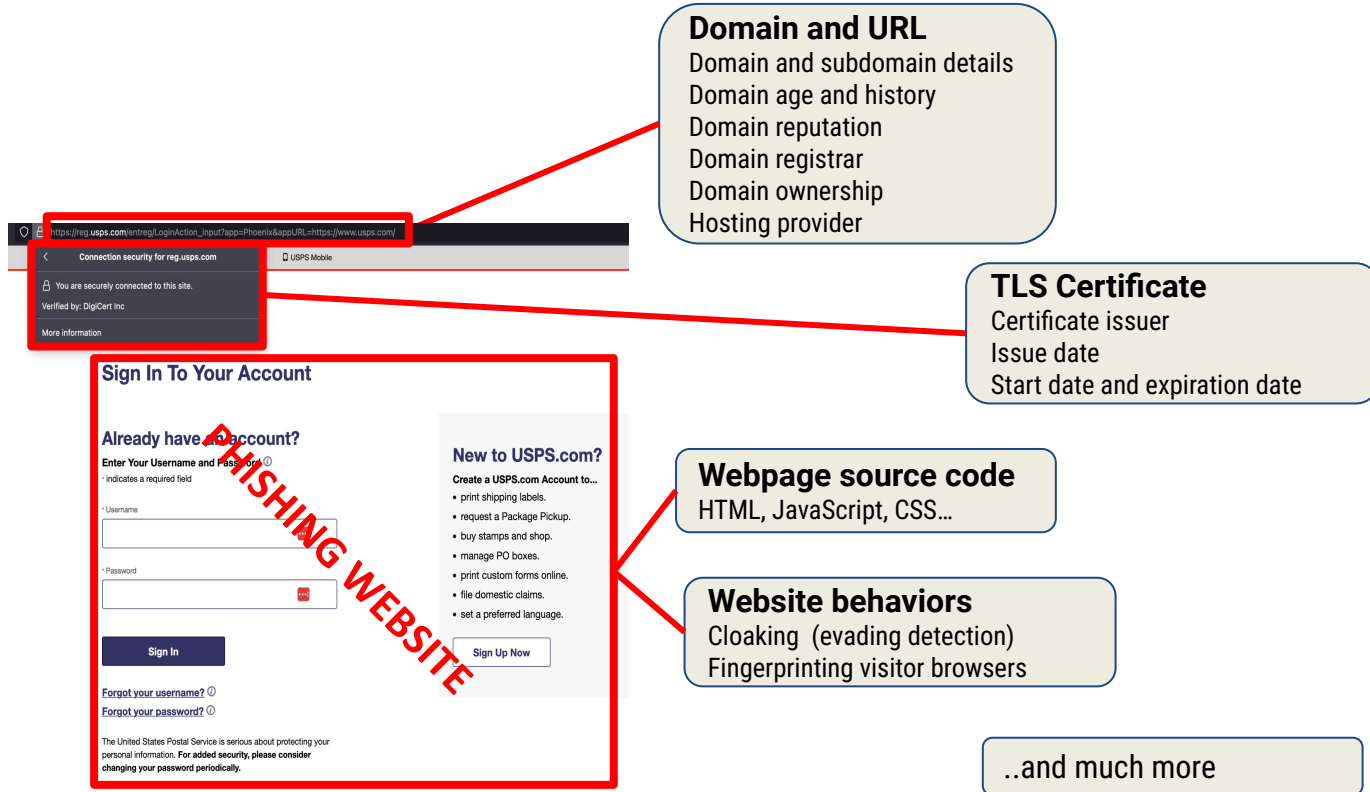 Domain and URL
Domain and subdomain details
Domain age and history
Domain reputation
Domain registrar
Domain ownership
Hosting provider
https://reg.usps.com/entreg/LoginAction_input?app=Phoenix&appURL=https://www.usps.com/
Connection security for reg.usps.com
USPS Mobile
You are securely connected to this site.
Verified by: DigiCert Inc
More information
TLS Certificate
Certificate issuer
Issue date
Start date and expiration date
Sign In To Your Account
Already have an account?
Enter Your Username and Password
* indicates a required field
* Username
* Password
Sign In
Forgot your username?
Forgot your password?
The United States Postal Service is serious about protecting your
personal information. For added security, please consider
changing your password periodically.
PHISHING WEBSITE
New to USPS.com?
Create a USPS.com Account to...
• print shipping labels.
• request a Package Pickup.
• buy stamps and shop.
• manage PO boxes.
• print custom forms online.
• file domestic claims.
• set a preferred language.
Sign Up Now
Webpage source code
HTML, JavaScript, CSS…
Website behaviors
Cloaking (evading detection)
Fingerprinting visitor browsers
..and much more